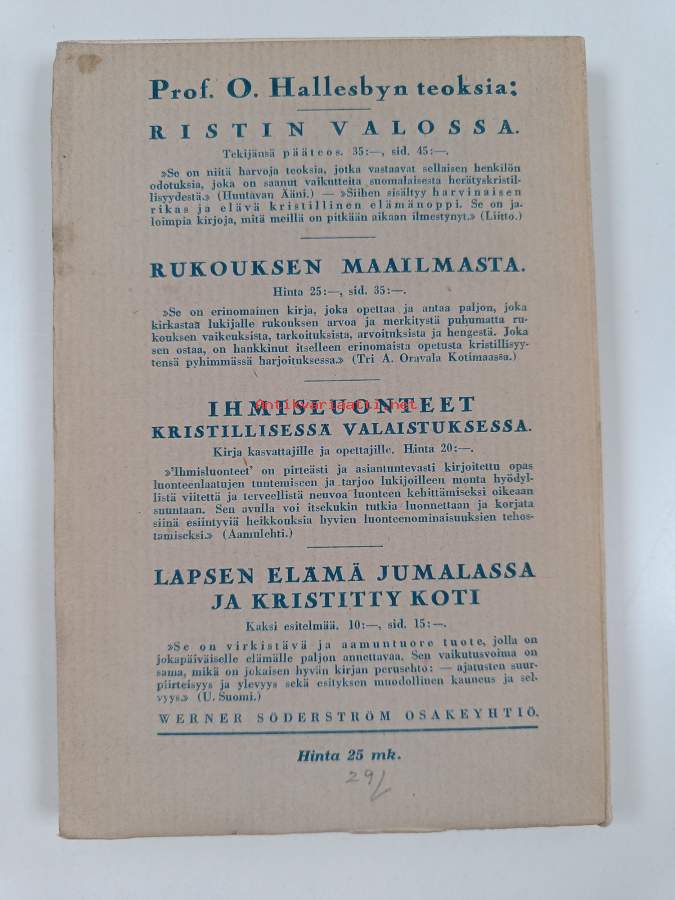 Prof. O. Hallesbyn teoksia:
RISTIN VALOSSA.
Tekijänsä pääteos. 35:—, sid. 45:—.
»Se on niitä harvoja teoksia, jotka vastaavat sellaisen henkilön
odotuksia, joka on saanut vaikutteita suomalaisesta herätyskristil-
lisyydestä.» (Huutavan Ääni.) — »Siihen sisältyy harvinaisen
rikas ja elävä kristillinen elämänoppi. Se on ja-
loimpia kirjoja, mitä meillä on pitkään aikaan ilmestynyt.» (Liitto.)
RUKOUKSEN MAAILMASTA.
Hinta 25:—, sid. 35:—.
»Se on erinomainen kirja, joka opettaa ja antaa paljon, joka
kirkastaa lukijalle rukouksen arvoa ja merkitystä puhumatta ru-
kouksen vaikeuksista, tarkoituksista, arvoituksista ja hengestä. Joka
sen ostaa, on hankkinut itselleen erinomaista opetusta kristillisyy-
tensä pyhimmässä harjoituksessa.» (Tri A. Oravala Kotimaassa.)
Antikvariaatti.net
IHMISLUONTEET
KRISTILLISESSÄ VALAISTUKSESSA.
Kirja kasvattajille ja opettajille. Hinta 20:—.
»'Ihmisluonteet' on pirteästi ja asiantuntevasti kirjoitettu opas
luonteenlaatujen tuntemiseen ja tarjoo lukijoilleen monta hyödyl-
listä viitettä ja terveellistä neuvoa luonteen kehittämiseksi oikeaan
suuntaan. Sen avulla voi itsekukin tutkia luonnettaan ja korjata
siinä esiintyviä heikkouksia hyvien luonteenominaisuuksien tehos-
tamiseksi.» (Aamulehti.)
LAPSEN ELÄMÄ JUMALASSA
JA KRISTITTY KOTI
Kaksi esitelmää. 10:—, sid. 15:—.
»Se on virkistävä ja aamuntuore tuote, jolla on
jokapäiväiselle elämälle paljon annettavaa. Sen vaikutusvoima on
sama, mikä on jokaisen hyvän kirjan perusehto: — ajatusten suur-
piirteisyys ja ylevyys sekä esityksen muodollinen kauneus ja sel-
vyys.» (U. Suomi.)
WERNER SÖDERSTRÖM OSAKEYHTIÖ.
Hinta 25 mk.
29/